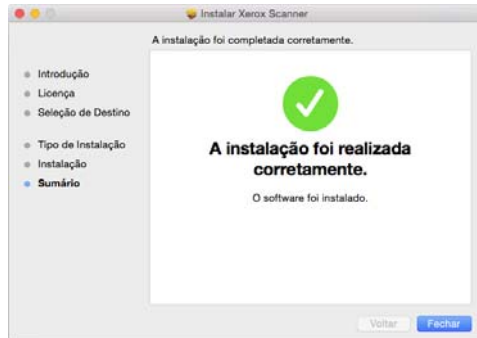 Instalar Xerox Scanner
A instalação foi completada corretamente.
Introdução
Licença
Seleção de Destino
Tipo de Instalação
Instalação
Sumário
A instalação foi realizada
corretamente.
O software foi instalado.
Voltar
Fechar